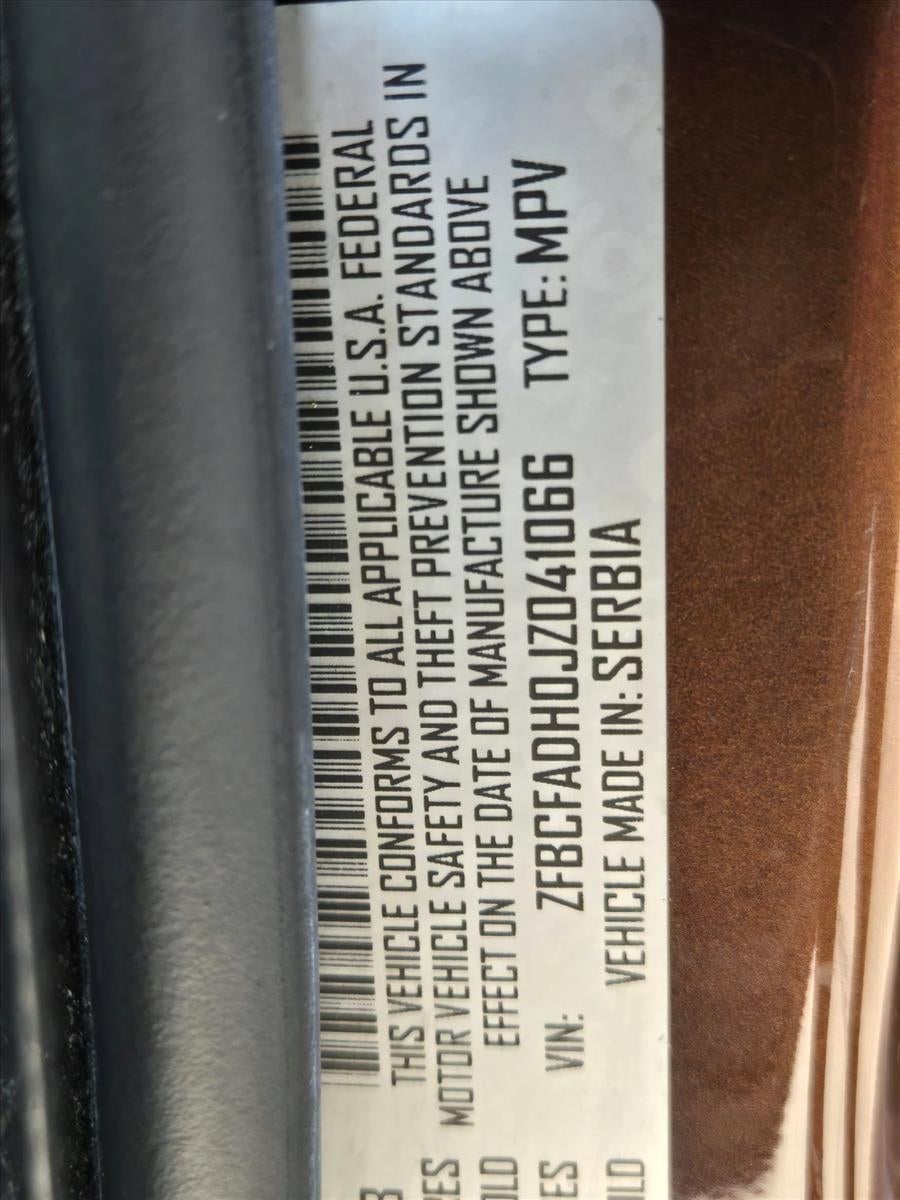 THIS VEHICLE CONFORMS TO ALL APPLICABLE U.S.A. FEDERAL
MOTOR VEHICLE SAFETY AND THEFT PREVENTION STANDARDS IN
EFFECT ON THE DATE OF MANUFACTURE SHOWN ABOVE
VIN: ZFBCFADH0JZ041066 TYPE: MPV
VEHICLE MADE IN: SERBIA